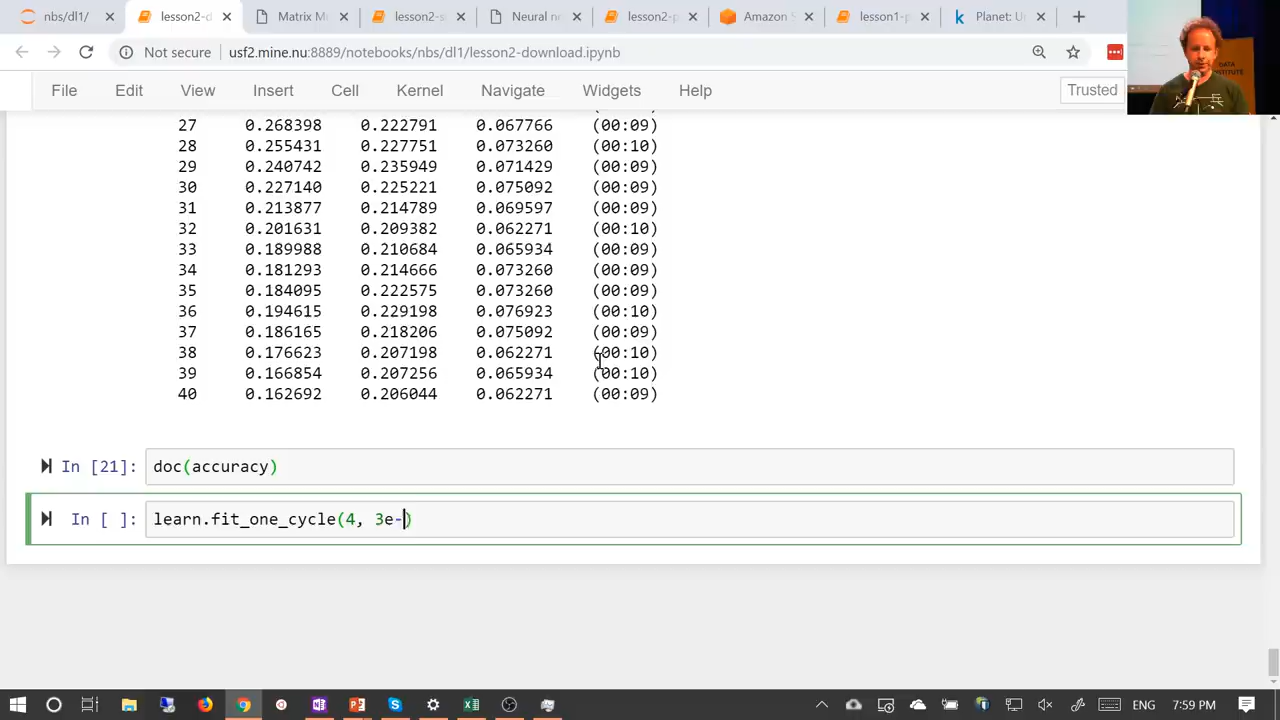 nbs/dl1/
lesson2-d
Matrix M
lesson2-s
Neural ne
lesson2-p
Amazon S
lesson1-p
Planet: U
Not secure
usf2.mine.nu:8889/notebooks/nbs/dl1/lesson2-download.ipynb
File Edit View Insert Cell Kernel Navigate Widgets Help
Trusted
DATA
INSTITUTE
27 0.268398 0.222791 0.067766 (00:09)
28 0.255431 0.227751 0.073260 (00:10)
29 0.240742 0.235949 0.071429 (00:09)
30 0.227140 0.225221 0.075092 (00:09)
31 0.213877 0.214789 0.069597 (00:09)
32 0.201631 0.209382 0.062271 (00:10)
33 0.189988 0.210684 0.065934 (00:09)
34 0.181293 0.214666 0.073260 (00:09)
35 0.184095 0.222575 0.073260 (00:09)
36 0.194615 0.229198 0.076923 (00:10)
37 0.186165 0.218206 0.075092 (00:09)
38 0.176623 0.207198 0.062271 (00:10)
39 0.166854 0.207256 0.065934 (00:10)
40 0.162692 0.206044 0.062271 (00:09)
In [21]: doc(accuracy)
In [ ]: learn.fit_one_cycle(4, 3e-)
ENG
7:59 PM